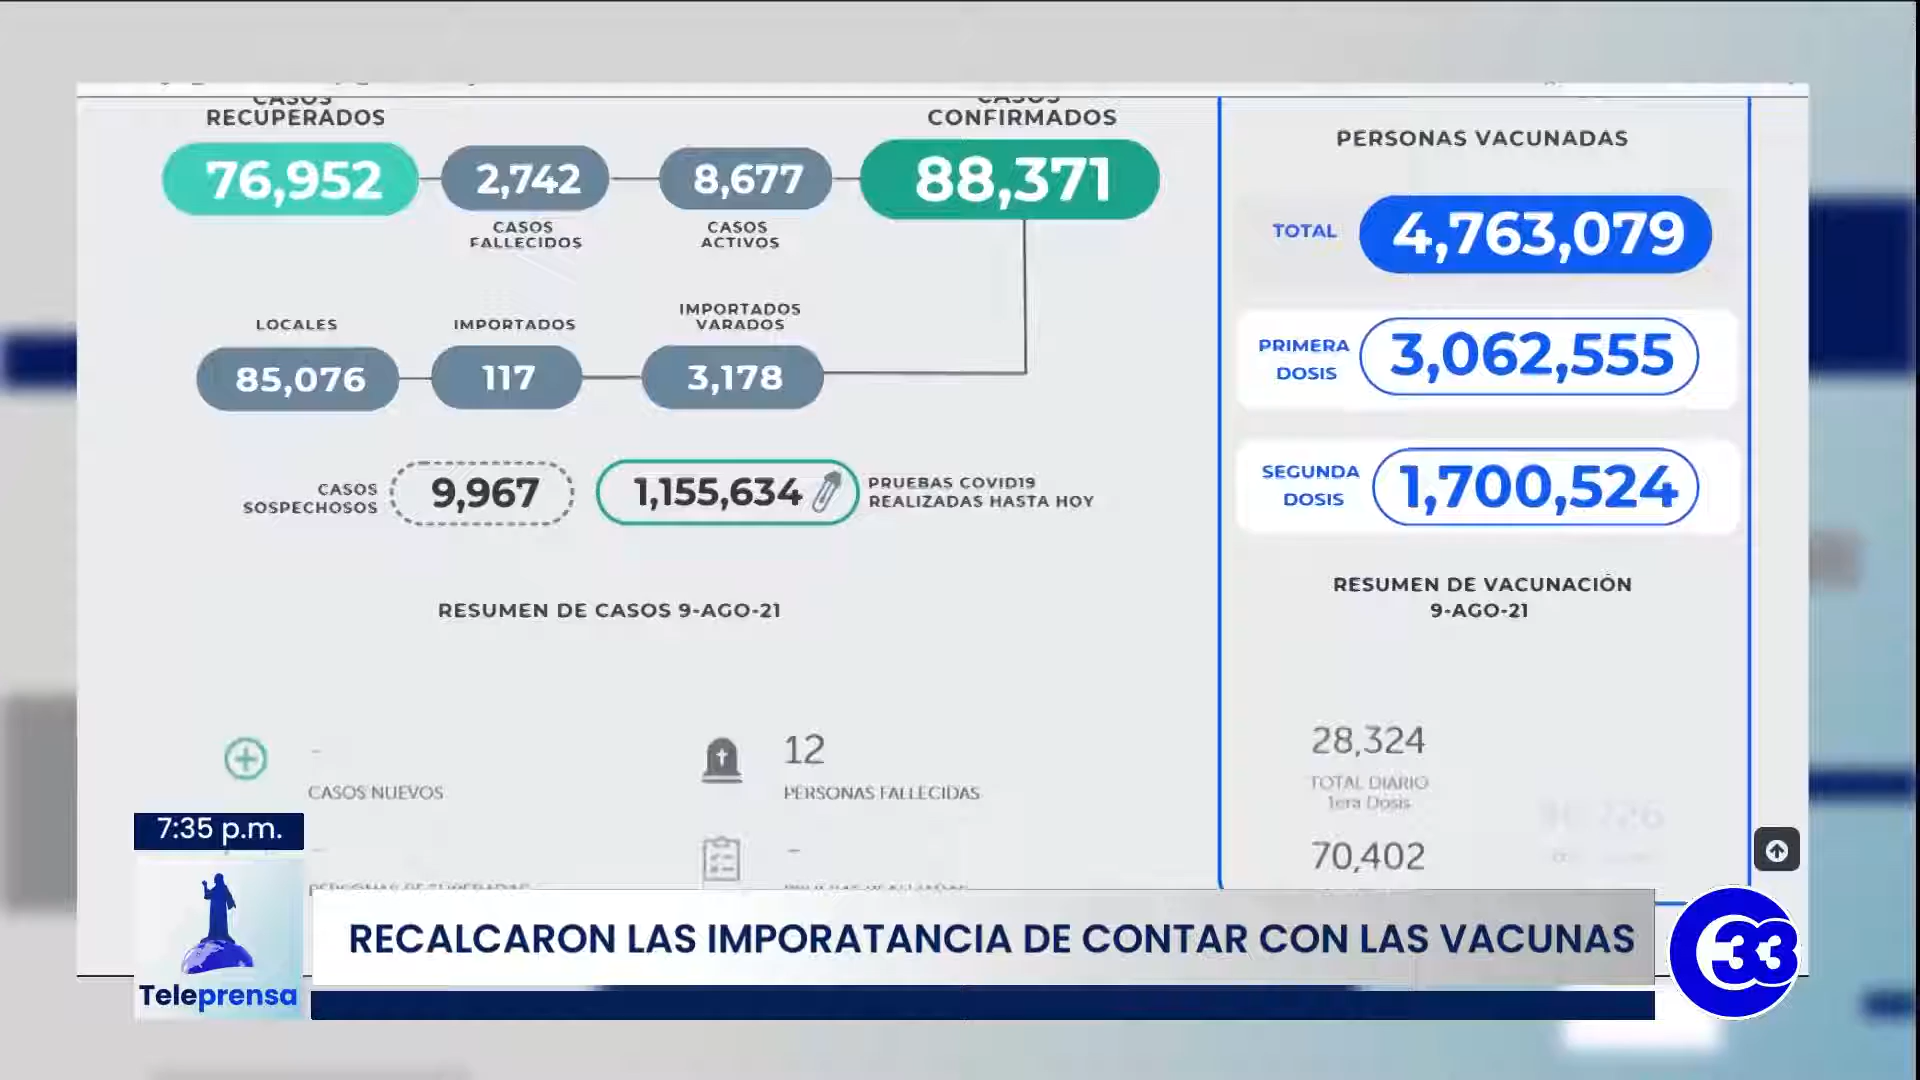 CASOS
RECUPERADOS
76,952
2,742
CASOS
FALLECIDOS
8,677
CASOS
ACTIVOS
CASOS
CONFIRMADOS
88,371
LOCALES
85,076
IMPORTADOS
117
IMPORTADOS
VARADOS
3,178
CASOS
SOSPECHOSOS
9,967
1,155,634
PRUEBAS COVID19
REALIZADAS HASTA HOY
RESUMEN DE CASOS 9-AGO-21
-
CASOS NUEVOS
12
PERSONAS FALLECIDAS
-
-
PERSONAS VACUNADAS
TOTAL
4,763,079
PRIMERA
DOSIS
3,062,555
SEGUNDA
DOSIS
1,700,524
RESUMEN DE VACUNACIÓN
9-AGO-21
28,324
TOTAL DIARIO
1era Dosis
70,402
7:35 p.m.
Teleprensa
RECALCARON LAS IMPORATANCIA DE CONTAR CON LAS VACUNAS
33